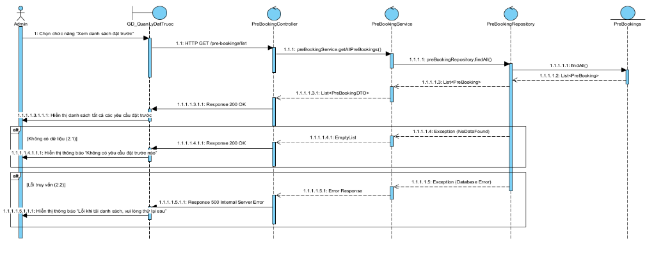 Admin
GD_QuanLyDatTruoc
PreBookingController
PreBookingService
PreBookingRepository
PreBookings
1: Chọn chức năng "Xem danh sách đặt trước"
1.1: HTTP GET /pre-bookings/list
1.1.1: preBookingService.getAllPreBookings()
1.1.1.1: preBookingRepository.findAll()
1.1.1.1.1: findAll()
1.1.1.1.2: List<PreBooking>
1.1.1.1.3: List<PreBooking>
1.1.1.1.3.1: List<PreBookingDTO>
1.1.1.1.3.1.1: Response 200 OK
1.1.1.1.3.1.1.1: Hiển thị danh sách tất cả các yêu cầu đặt trước
alt
[Không có dữ liệu (2.1)]
1.1.1.1.4: Exception (NoDataFound)
1.1.1.1.4.1: EmptyList
1.1.1.1.4.1.1: Response 200 OK
1.1.1.1.4.1.1.1: Hiển thị thông báo "Không có yêu cầu đặt trước nào"
alt
[Lỗi truy vấn (2.2)]
1.1.1.1.5: Exception (Database Error)
1.1.1.1.5.1: Error Response
1.1.1.1.5.1.1: Response 500 Internal Server Error
1.1.1.1.5.1.1.1: Hiển thị thông báo "Lỗi khi tải danh sách, vui lòng thử lại sau"